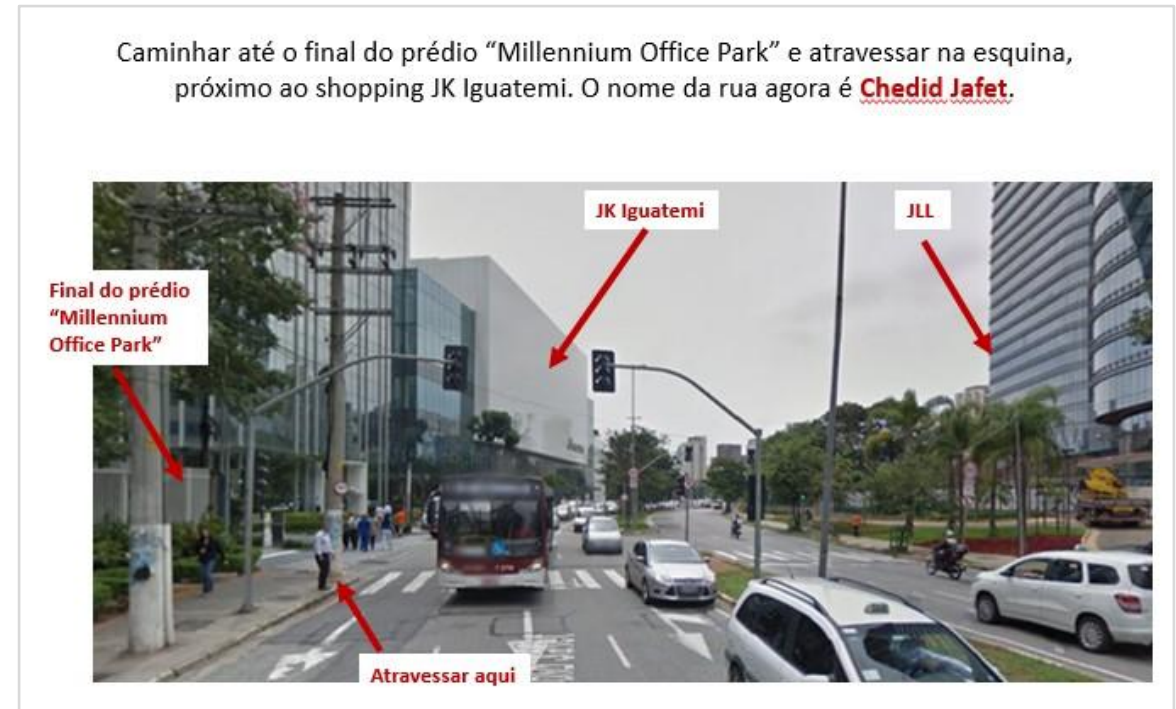 Caminhar até o final do prédio “Millennium Office Park” e atravessar na esquina,
próximo ao shopping JK Iguatemi. O nome da rua agora é Chedid Jafet.
JK Iguatemi
JLL
Final do prédio
“Millennium
Office Park”
Atravessar aqui